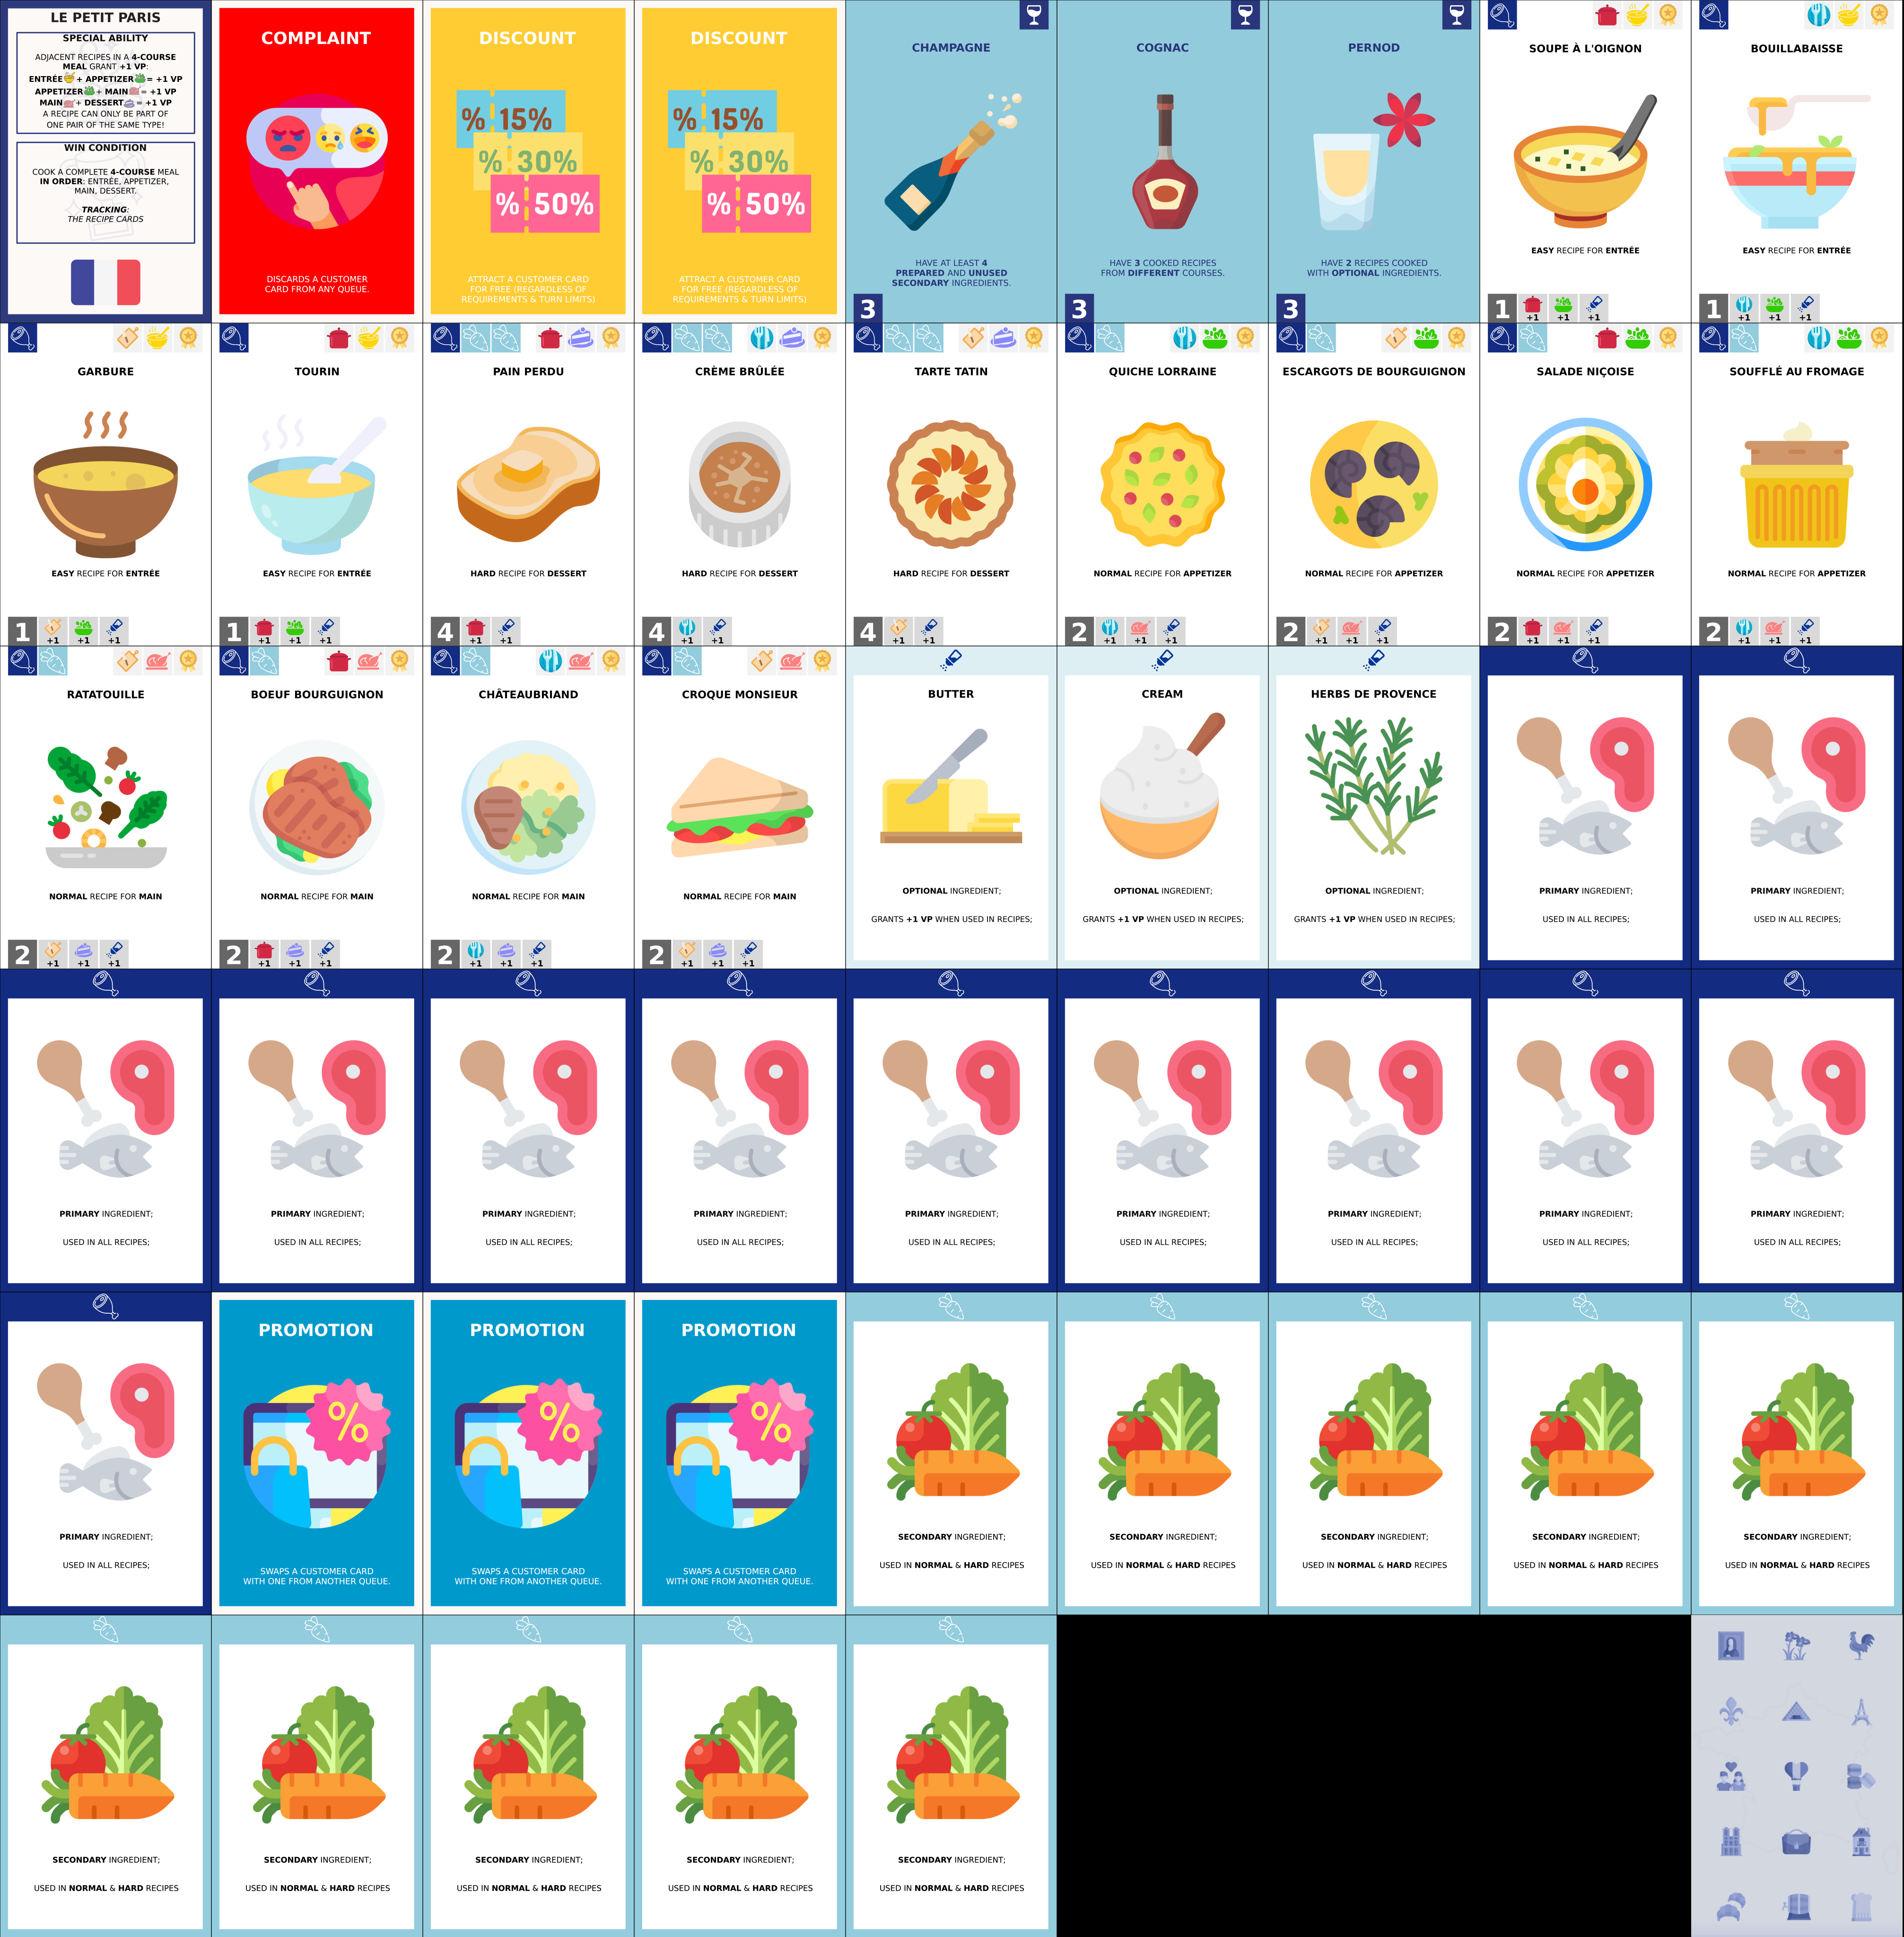 LE PETIT PARIS
SPECIAL ABILITY
ADJACENT RECIPES IN A 4-COURSE
MEAL GRANT +1 VP:
ENTRÉE + APPETIZER = +1 VP
APPETIZER + MAIN = +1 VP
MAIN + DESSERT = +1 VP
A RECIPE CAN ONLY BE PART OF
ONE PAIR OF THE SAME TYPE!
WIN CONDITION
COOK A COMPLETE 4-COURSE MEAL
IN ORDER: ENTRÉE, APPETIZER,
MAIN, DESSERT.
TRACKING:
THE RECIPE CARDS
COMPLAINT
DISCARDS A CUSTOMER
CARD FROM ANY QUEUE.
DISCOUNT
% 15%
% 30%
% 50%
ATTRACT A CUSTOMER CARD
FOR FREE (REGARDLESS OF
REQUIREMENTS & TURN LIMITS)
DISCOUNT
% 15%
% 30%
% 50%
ATTRACT A CUSTOMER CARD
FOR FREE (REGARDLESS OF
REQUIREMENTS & TURN LIMITS)
CHAMPAGNE
HAVE AT LEAST 4
PREPARED AND UNUSED
SECONDARY INGREDIENTS.
3
COGNAC
HAVE 3 COOKED RECIPES
FROM DIFFERENT COURSES.
3
PERNOD
HAVE 2 RECIPES COOKED
WITH OPTIONAL INGREDIENTS.
3
SOUPE À L'OIGNON
EASY RECIPE FOR ENTRÉE
1 +1 +1 +1
BOUILLABAISSE
EASY RECIPE FOR ENTRÉE
1 +1 +1 +1
GARBURE
EASY RECIPE FOR ENTRÉE
1 +1 +1 +1
TOURIN
EASY RECIPE FOR ENTRÉE
1 +1 +1 +1
PAIN PERDU
HARD RECIPE FOR DESSERT
4 +1 +1
CRÈME BRÛLÉE
HARD RECIPE FOR DESSERT
4 +1 +1
TARTE TATIN
HARD RECIPE FOR DESSERT
4 +1 +1
QUICHE LORRAINE
NORMAL RECIPE FOR APPETIZER
2 +1 +1 +1
ESCARGOTS DE BOURGUIGNON
NORMAL RECIPE FOR APPETIZER
2 +1 +1 +1
SALADE NIÇOISE
NORMAL RECIPE FOR APPETIZER
2 +1 +1 +1
SOUFFLÉ AU FROMAGE
NORMAL RECIPE FOR APPETIZER
2 +1 +1 +1
RATATOUILLE
NORMAL RECIPE FOR MAIN
2 +1 +1 +1
BOEUF BOURGUIGNON
NORMAL RECIPE FOR MAIN
2 +1 +1 +1
CHÂTEAUBRIAND
NORMAL RECIPE FOR MAIN
2 +1 +1 +1
CROQUE MONSIEUR
NORMAL RECIPE FOR MAIN
2 +1 +1 +1
BUTTER
OPTIONAL INGREDIENT;
GRANTS +1 VP WHEN USED IN RECIPES;
CREAM
OPTIONAL INGREDIENT;
GRANTS +1 VP WHEN USED IN RECIPES;
HERBS DE PROVENCE
OPTIONAL INGREDIENT;
GRANTS +1 VP WHEN USED IN RECIPES;
PRIMARY INGREDIENT;
USED IN ALL RECIPES;
PRIMARY INGREDIENT;
USED IN ALL RECIPES;
PRIMARY INGREDIENT;
USED IN ALL RECIPES;
PRIMARY INGREDIENT;
USED IN ALL RECIPES;
PRIMARY INGREDIENT;
USED IN ALL RECIPES;
PRIMARY INGREDIENT;
USED IN ALL RECIPES;
PRIMARY INGREDIENT;
USED IN ALL RECIPES;
PRIMARY INGREDIENT;
USED IN ALL RECIPES;
PRIMARY INGREDIENT;
USED IN ALL RECIPES;
PRIMARY INGREDIENT;
USED IN ALL RECIPES;
PRIMARY INGREDIENT;
USED IN ALL RECIPES;
PRIMARY INGREDIENT;
USED IN ALL RECIPES;
PROMOTION
%
SWAPS A CUSTOMER CARD
WITH ONE FROM ANOTHER QUEUE.
PROMOTION
%
SWAPS A CUSTOMER CARD
WITH ONE FROM ANOTHER QUEUE.
PROMOTION
%
SWAPS A CUSTOMER CARD
WITH ONE FROM ANOTHER QUEUE.
SECONDARY INGREDIENT;
USED IN NORMAL & HARD RECIPES
SECONDARY INGREDIENT;
USED IN NORMAL & HARD RECIPES
SECONDARY INGREDIENT;
USED IN NORMAL & HARD RECIPES
SECONDARY INGREDIENT;
USED IN NORMAL & HARD RECIPES
SECONDARY INGREDIENT;
USED IN NORMAL & HARD RECIPES
SECONDARY INGREDIENT;
USED IN NORMAL & HARD RECIPES
SECONDARY INGREDIENT;
USED IN NORMAL & HARD RECIPES
SECONDARY INGREDIENT;
USED IN NORMAL & HARD RECIPES
SECONDARY INGREDIENT;
USED IN NORMAL & HARD RECIPES
SECONDARY INGREDIENT;
USED IN NORMAL & HARD RECIPES